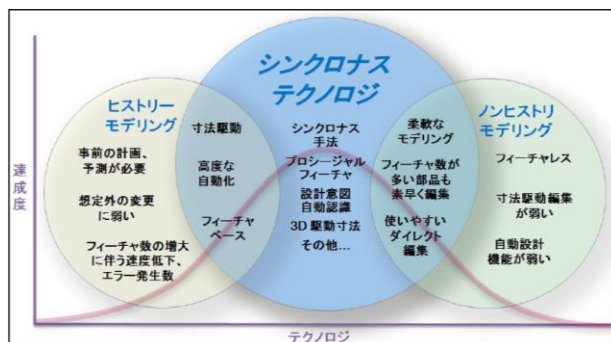 シンクロナス
テクノロジ
ヒストリー
モデリング
事前の計画、
予測が必要
想定外の変更
に弱い
フィーチャ数の増大
に伴う速度低下、
エラー発生数
寸法駆動
高度な
自動化
フィーチャ
ベース
シンクロナス
手法
プロシージャル
フィーチャ
設計意図
自動認識
3D 駆動寸法
その他…
柔軟な
モデリング
フィーチャ数が
多い部品も
素早く編集
使いやすい
ダイレクト
編集
ノンヒストリ
モデリング
フィーチャレス
寸法駆動編集
が弱い
自動設計
機能が弱い
達成度
テクノロジ